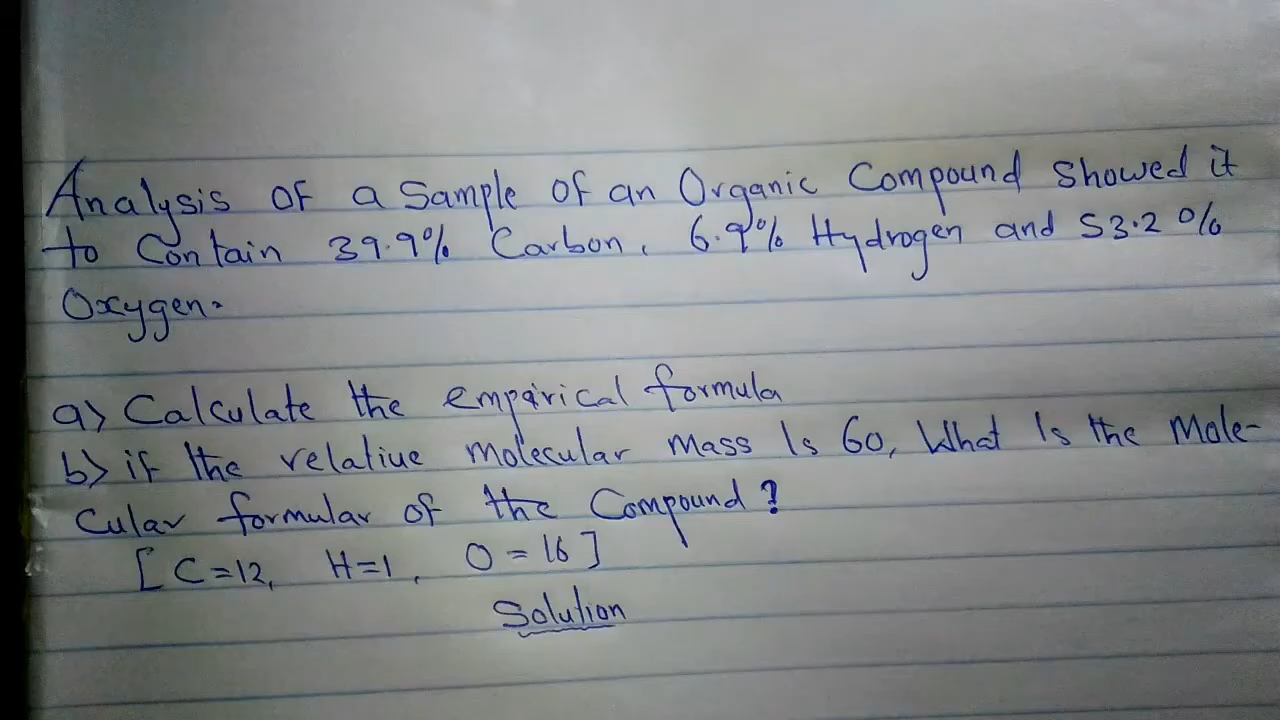 Analysis of a Sample of an Organic Compound showed it
to Contain 39.9% Carbon, 6.9% Hydrogen and 53.2%
Oxygen.
a) Calculate the empirical formula
b) if the relative molecular mass is 60, What Is the Mole-
cular formular of the Compound?
[C=12, H=1, O=16]
Solution